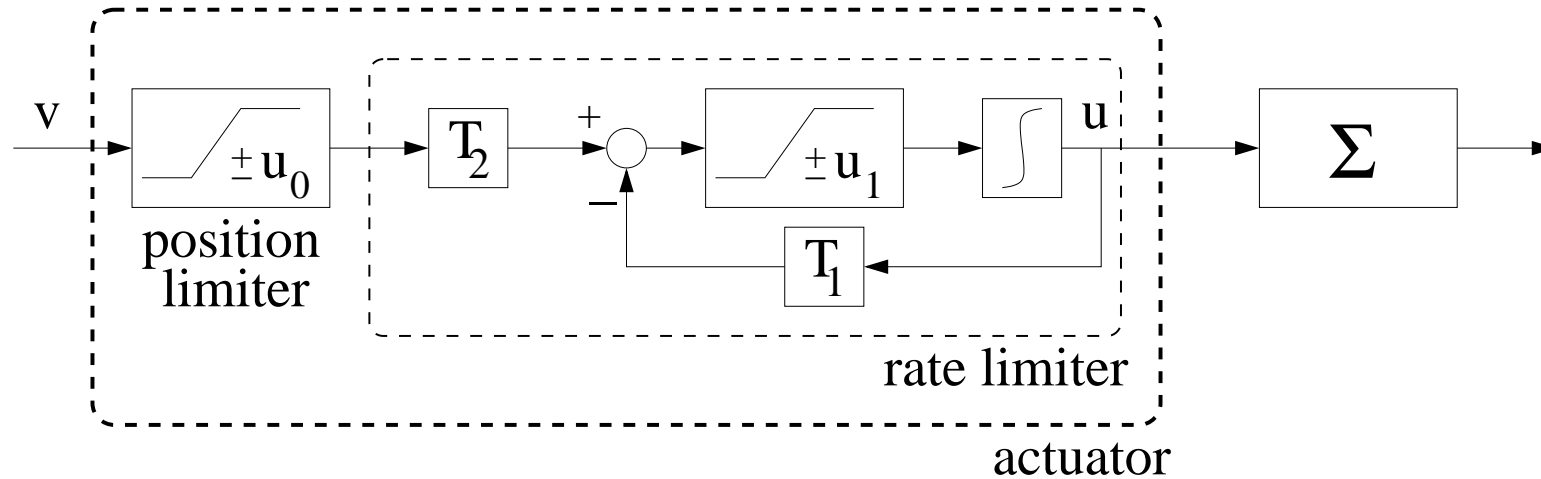 v
± u₀
position
limiter
T₂
+
−
± u₁
∫
u
T₁
rate limiter
actuator
Σ